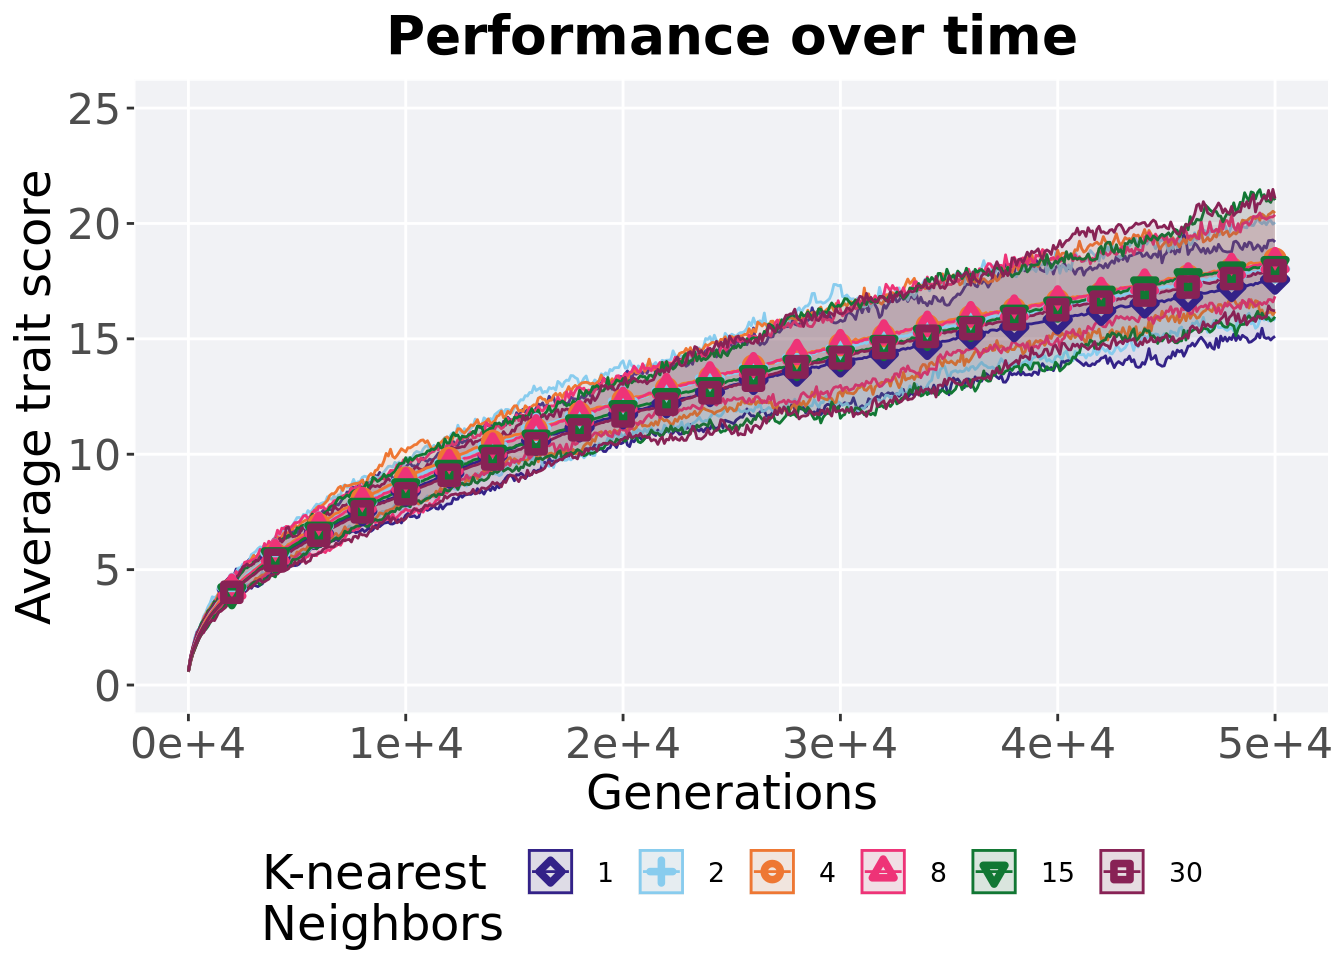 Performance over time
Average trait score
25
20
15
10
5
0
0e+4 1e+4 2e+4 3e+4 4e+4 5e+4
Generations
K-nearest
Neighbors
1 2 4 8 15 30